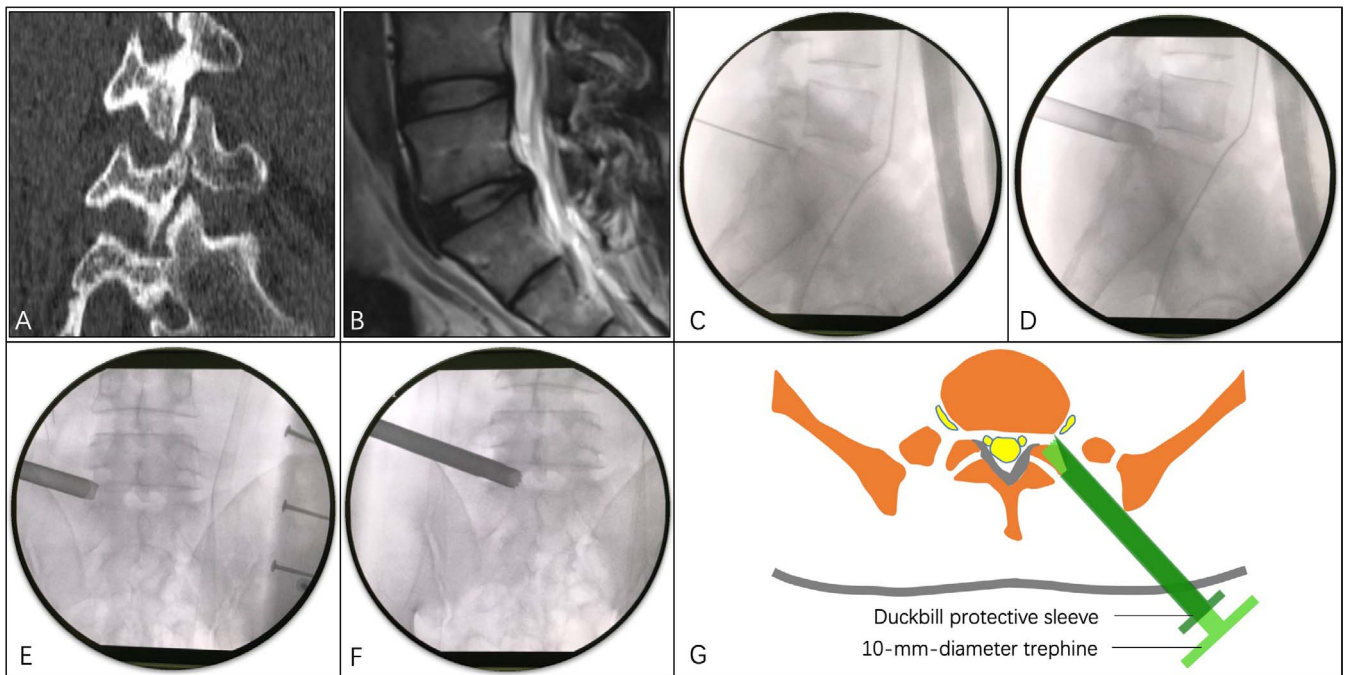 A
B
C
D
E
F
Duckbill protective sleeve
10-mm-diameter trephine
G